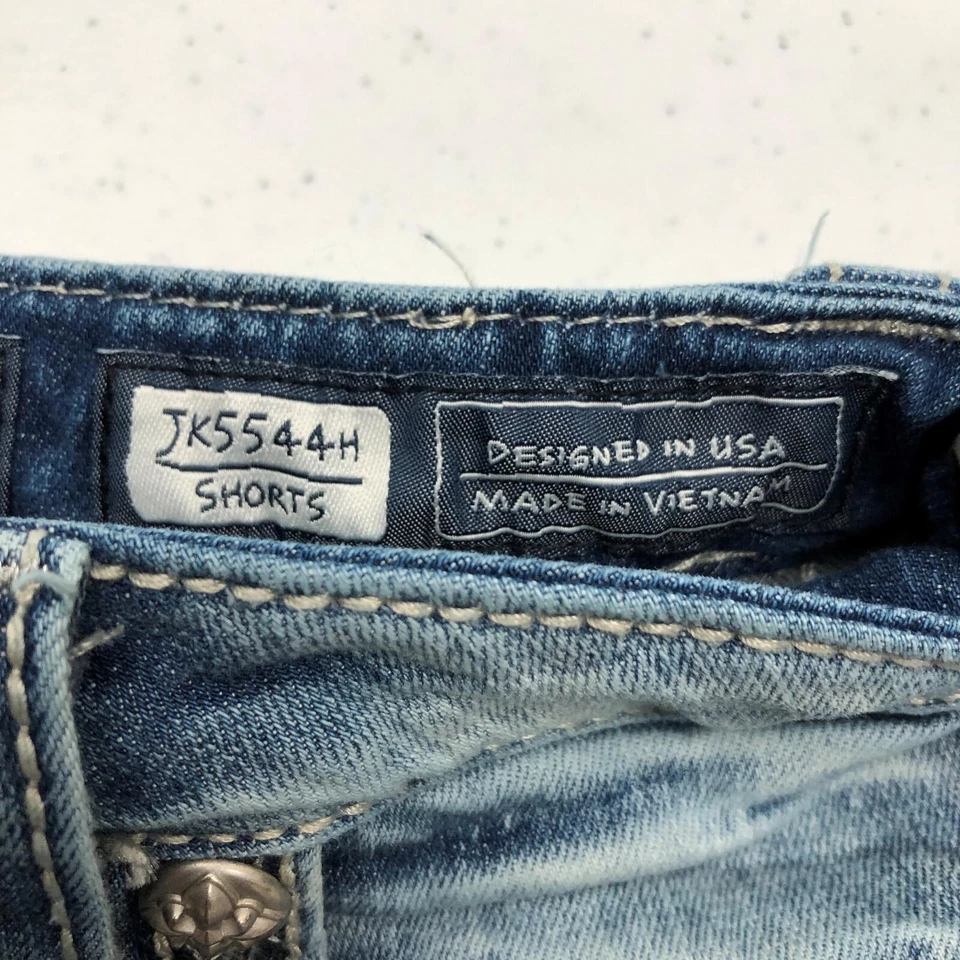 JK5544H
SHORTS
DESIGNED IN USA
MADE IN VIETNAM